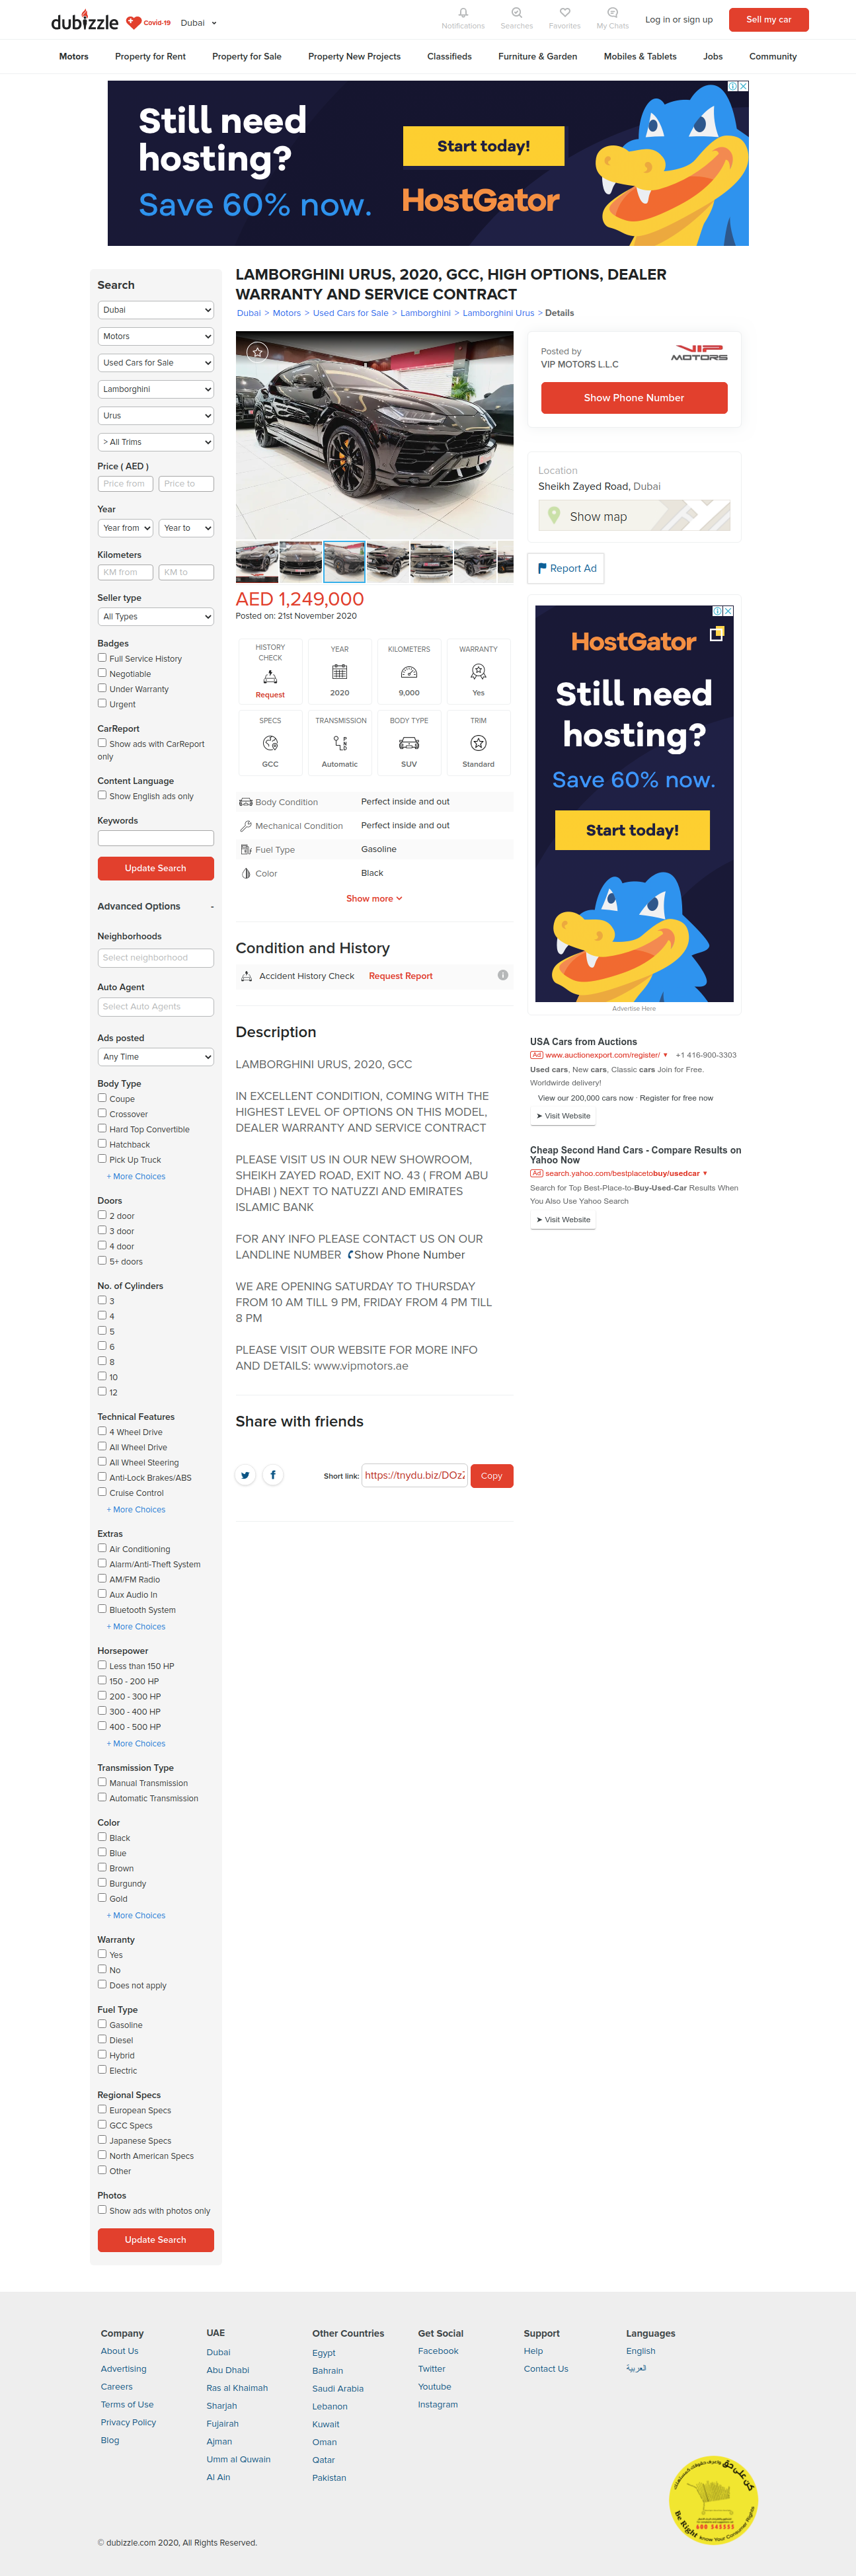 dubizzle
Covid-19
Dubai
Notifications
Searches
Favorites
My Chats
Log in or sign up
Sell my car
Motors
Property for Rent
Property for Sale
Property New Projects
Classifieds
Furniture & Garden
Mobiles & Tablets
Jobs
Community
Still need
hosting?
Save 60% now.
Start today!
HostGator
LAMBORGHINI URUS, 2020, GCC, HIGH OPTIONS, DEALER
WARRANTY AND SERVICE CONTRACT
Dubai > Motors > Used Cars for Sale > Lamborghini > Lamborghini Urus > Details
Search
Dubai
Motors
Used Cars for Sale
Lamborghini
Urus
> All Trims
Price ( AED )
Price from
Price to
Year
Year from
Year to
Kilometers
KM from
KM to
Seller type
All Types
Badges
Full Service History
Negotiable
Under Warranty
Urgent
CarReport
Show ads with CarReport
only
Content Language
Show English ads only
Keywords
Update Search
Advanced Options -
Neighborhoods
Select neighborhood
Auto Agent
Select Auto Agents
Ads posted
Any Time
Body Type
Coupe
Crossover
Hard Top Convertible
Hatchback
Pick Up Truck
+ More Choices
Doors
2 door
3 door
4 door
5+ doors
No. of Cylinders
3
4
5
6
8
10
12
Technical Features
4 Wheel Drive
All Wheel Drive
All Wheel Steering
Anti-Lock Brakes/ABS
Cruise Control
+ More Choices
Extras
Air Conditioning
Alarm/Anti-Theft System
AM/FM Radio
Aux Audio In
Bluetooth System
+ More Choices
Horsepower
Less than 150 HP
150 - 200 HP
200 - 300 HP
300 - 400 HP
400 - 500 HP
+ More Choices
Transmission Type
Manual Transmission
Automatic Transmission
Color
Black
Blue
Brown
Burgundy
Gold
+ More Choices
Warranty
Yes
No
Does not apply
Fuel Type
Gasoline
Diesel
Hybrid
Electric
Regional Specs
European Specs
GCC Specs
Japanese Specs
North American Specs
Other
Photos
Show ads with photos only
Update Search
AED 1,249,000
Posted on: 21st November 2020
HISTORY
CHECK
Request
YEAR
2020
KILOMETERS
9,000
WARRANTY
Yes
SPECS
GCC
TRANSMISSION
Automatic
BODY TYPE
SUV
TRIM
Standard
Body Condition
Perfect inside and out
Mechanical Condition
Perfect inside and out
Fuel Type
Gasoline
Color
Black
Show more
Condition and History
Accident History Check
Request Report
Description
LAMBORGHINI URUS, 2020, GCC
IN EXCELLENT CONDITION, COMING WITH THE
HIGHEST LEVEL OF OPTIONS ON THIS MODEL,
DEALER WARRANTY AND SERVICE CONTRACT
PLEASE VISIT US IN OUR NEW SHOWROOM,
SHEIKH ZAYED ROAD, EXIT NO. 43 ( FROM ABU
DHABI ) NEXT TO NATUZZI AND EMIRATES
ISLAMIC BANK
FOR ANY INFO PLEASE CONTACT US ON OUR
LANDLINE NUMBER Show Phone Number
WE ARE OPENING SATURDAY TO THURSDAY
FROM 10 AM TILL 9 PM, FRIDAY FROM 4 PM TILL
8 PM
PLEASE VISIT OUR WEBSITE FOR MORE INFO
AND DETAILS: www.vipmotors.ae
Share with friends
Short link:
https://tnydu.biz/DOz
Copy
Posted by
VIP MOTORS L.L.C
VIP
MOTORS
Show Phone Number
Location
Sheikh Zayed Road, Dubai
Show map
Report Ad
HostGator
Still need
hosting?
Save 60% now.
Start today!
Advertise Here
USA Cars from Auctions
Ad www.auctionexport.com/register/ +1 416-900-3303
Used cars, New cars, Classic cars Join for Free.
Worldwirde delivery!
View our 200,000 cars now · Register for free now
Visit Website
Cheap Second Hand Cars - Compare Results on
Yahoo Now
Ad search.yahoo.com/bestplacetobuy/usedcar
Search for Top Best-Place-to-Buy-Used-Car Results When
You Also Use Yahoo Search
Visit Website
Company
About Us
Advertising
Careers
Terms of Use
Privacy Policy
Blog
UAE
Dubai
Abu Dhabi
Ras al Khaimah
Sharjah
Fujairah
Ajman
Umm al Quwain
Al Ain
Other Countries
Egypt
Bahrain
Saudi Arabia
Lebanon
Kuwait
Oman
Qatar
Pakistan
Get Social
Facebook
Twitter
Youtube
Instagram
Support
Help
Contact Us
Languages
English
العربية
كن على حق واعرف حقوقك كمستهلك
600 545555
Be Right know Your Consumer Rights
© dubizzle.com 2020, All Rights Reserved.